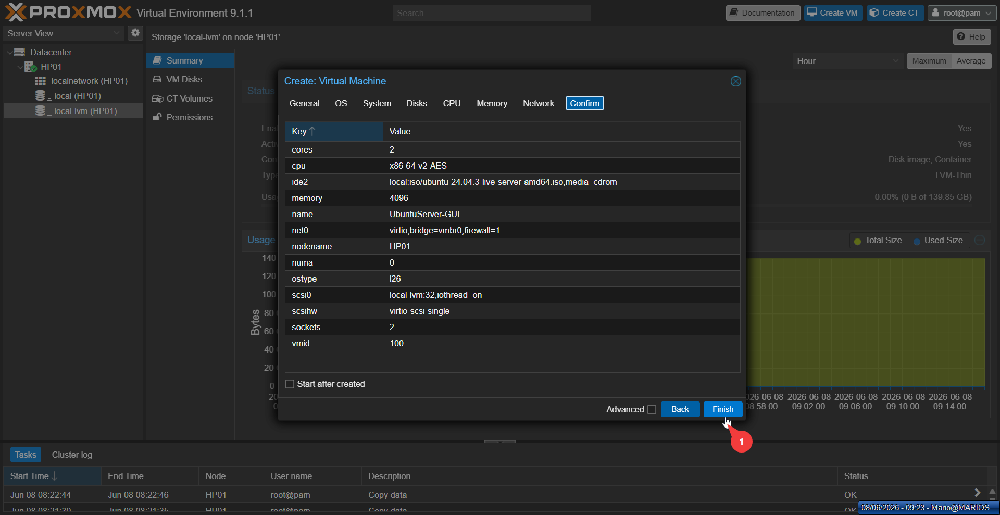 PROXMOX Virtual Environment 9.1.1
Search
Documentation
Create VM
Create CT
root@pam
Server View
Storage 'local-lvm' on node 'HP01'
Help
Datacenter
HP01
localnetwork (HP01)
local (HP01)
local-lvm (HP01)
Summary
VM Disks
CT Volumes
Permissions
Hour
Maximum
Average
Status
Yes
Yes
Disk image, Container
LVM-Thin
0.00% (0 B of 139.85 GB)
Usage
Total Size
Used Size
Bytes
140
120
100
80
60
40
20
0
08:58:00
2026-06-08 09:02:00
2026-06-08 09:06:00
2026-06-08 09:10:00
2026-06-08 09:14:00
Create: Virtual Machine
General OS System Disks CPU Memory Network Confirm
Key Value
cores 2
cpu x86-64-v2-AES
ide2 local:iso/ubuntu-24.04.3-live-server-amd64.iso,media=cdrom
memory 4096
name UbuntuServer-GUI
net0 virtio,bridge=vmbr0,firewall=1
nodename HP01
numa 0
ostype l26
scsi0 local-lvm:32,iothread=on
scsihw virtio-scsi-single
sockets 2
vmid 100
Start after created
Advanced
Back
Finish
1
Tasks
Cluster log
Start Time End Time Node User name Description Status
Jun 08 08:22:44 Jun 08 08:22:46 HP01 root@pam Copy data OK
Jun 08 08:21:30 Jun 08 08:21:35 HP01 root@pam Copy data OK
08/06/2026 - 09:23 - Mario@MARIOS